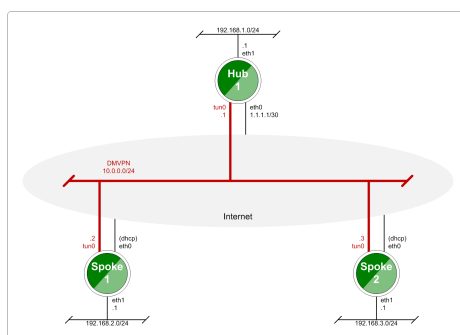 192.168.1.0/24
.1
eth1
Hub
1
tun0
.1
eth0
1.1.1.1/30
DMVPN
10.0.0.0/24
Internet
.2
tun0
(dhcp)
eth0
.3
tun0
(dhcp)
eth0
Spoke
1
Spoke
2
eth1
.1
eth1
.1
192.168.2.0/24
192.168.3.0/24